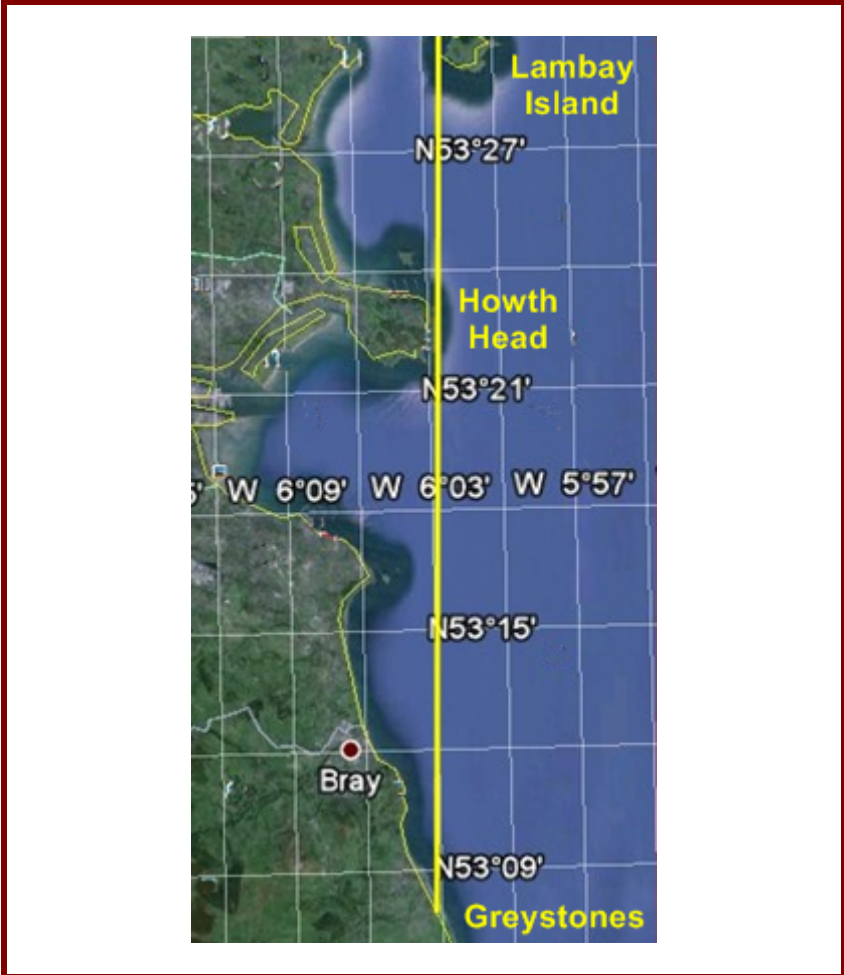 Lambay
Island
N53°27'
Howth
Head
N53°21'
5' W 6°09' W 6°03' W 5°57'
N53°15'
Bray
N53°09'
Greystones